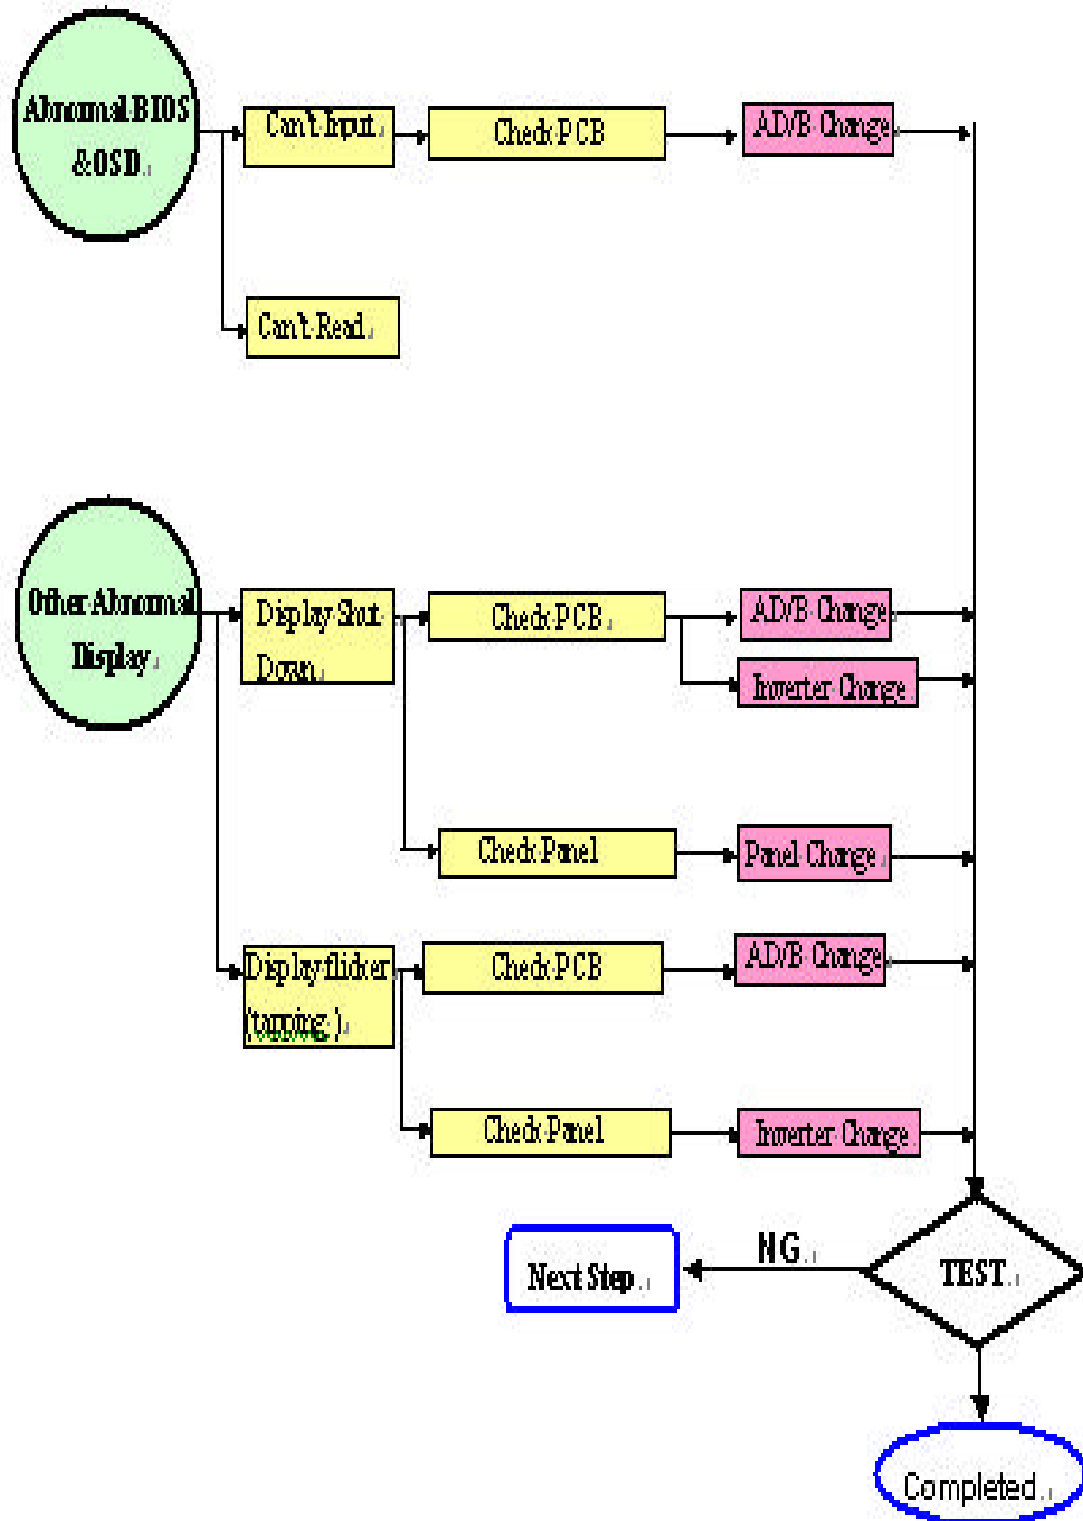 Abnormal BIOS
&OSD
Can't Input
Check PCB
AD/B Change
Can't Read
Other Abnormal
Display
Display Shut
Down
Check PCB
AD/B Change
Inverter Change
Check Panel
Panel Change
Display flicker
(tapping )
Check PCB
AD/B Change
Check Panel
Inverter Change
TEST
NG
Next Step
Completed